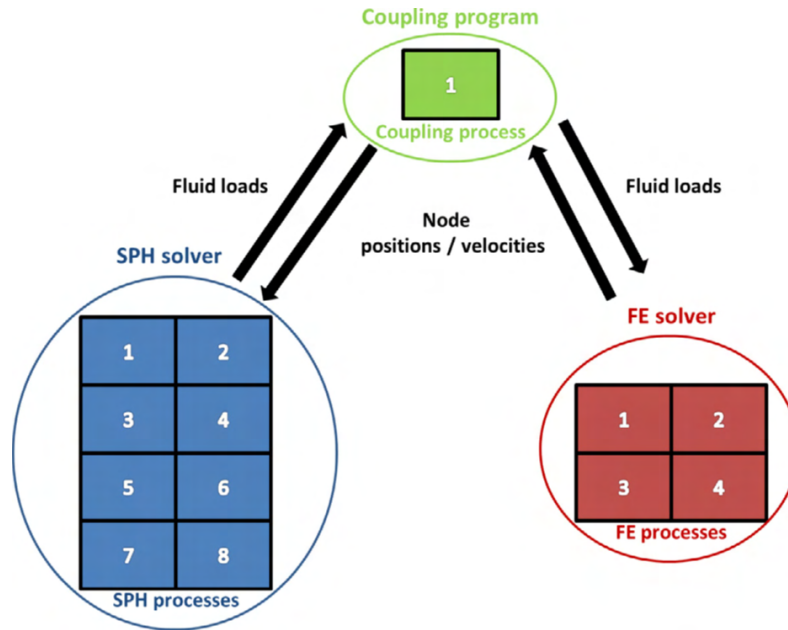 Coupling program
1
Coupling process
Fluid loads
Fluid loads
Node
positions / velocities
SPH solver
1 2
3 4
5 6
7 8
SPH processes
FE solver
1 2
3 4
FE processes